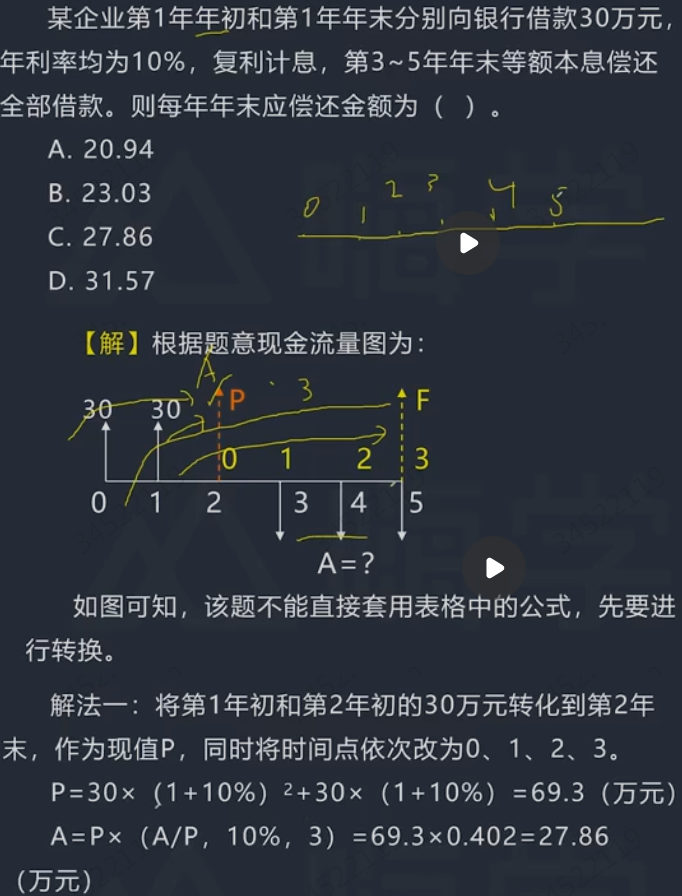 某企业第1年年初和第1年年末分别向银行借款30万元，
年利率均为10%，复利计息，第3~5年年末等额本息偿还
全部借款。则每年年末应偿还金额为（ ）。
A. 20.94
B. 23.03
C. 27.86
D. 31.57
0 1 2 3 4 5
【解】根据题意现金流量图为：
A
30 30 P 3 F
0 1 2 3
0 1 2 3 4 5
A=?
如图可知，该题不能直接套用表格中的公式，先要进
行转换。
解法一：将第1年初和第2年初的30万元转化到第2年
末，作为现值P，同时将时间点依次改为0、1、2、3。
P=30×（1+10%）²+30×（1+10%）=69.3（万元）
A=P×（A/P，10%，3）=69.3×0.402=27.86
（万元）